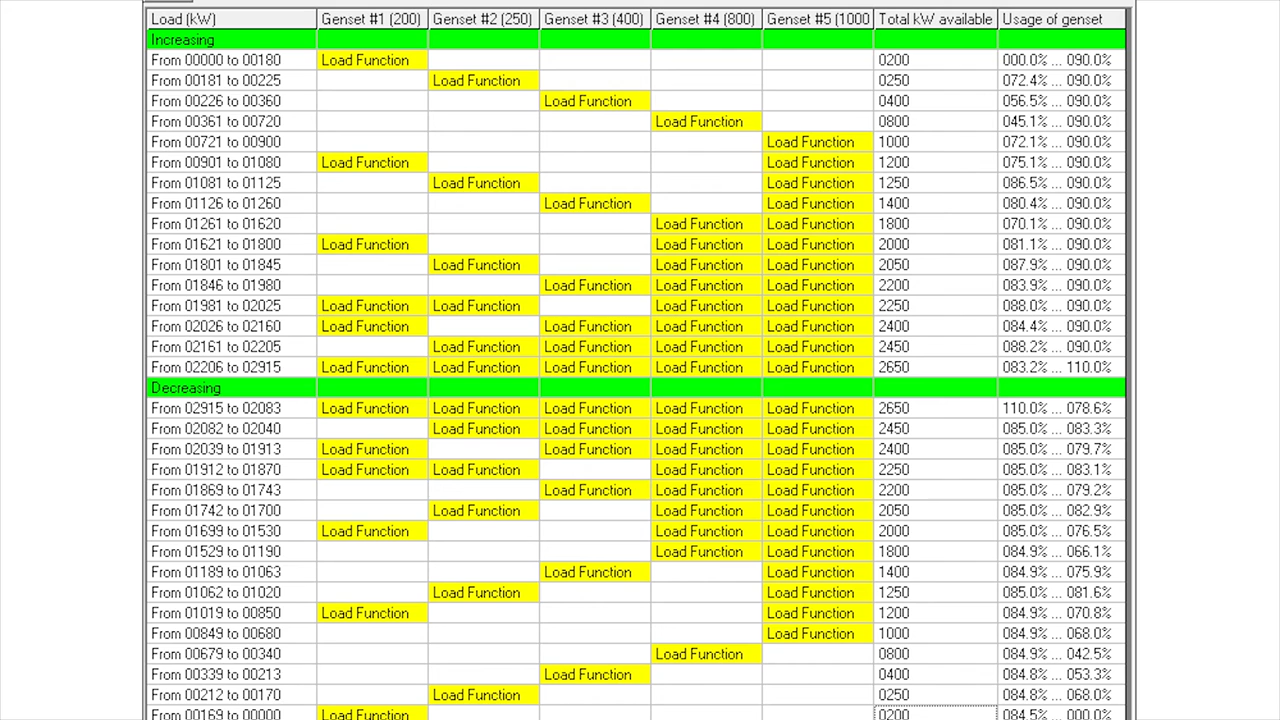 Load (kW) Genset #1 (200) Genset #2 (250) Genset #3 (400) Genset #4 (800) Genset #5 (1000 Total kW available Usage of genset
Increasing
From 00000 to 00180 Load Function 0200 000.0% ... 090.0%
From 00181 to 00225 Load Function 0250 072.4% ... 090.0%
From 00226 to 00360 Load Function 0400 056.5% ... 090.0%
From 00361 to 00720 Load Function 0800 045.1% ... 090.0%
From 00721 to 00900 Load Function 1000 072.1% ... 090.0%
From 00901 to 01080 Load Function Load Function 1200 075.1% ... 090.0%
From 01081 to 01125 Load Function Load Function 1250 086.5% ... 090.0%
From 01126 to 01260 Load Function Load Function 1400 080.4% ... 090.0%
From 01261 to 01620 Load Function Load Function 1800 070.1% ... 090.0%
From 01621 to 01800 Load Function Load Function Load Function 2000 081.1% ... 090.0%
From 01801 to 01845 Load Function Load Function Load Function 2050 087.9% ... 090.0%
From 01846 to 01980 Load Function Load Function Load Function 2200 083.9% ... 090.0%
From 01981 to 02025 Load Function Load Function Load Function Load Function 2250 088.0% ... 090.0%
From 02026 to 02160 Load Function Load Function Load Function Load Function 2400 084.4% ... 090.0%
From 02161 to 02205 Load Function Load Function Load Function Load Function 2450 088.2% ... 090.0%
From 02206 to 02915 Load Function Load Function Load Function Load Function Load Function 2650 083.2% ... 110.0%
Decreasing
From 02915 to 02083 Load Function Load Function Load Function Load Function Load Function 2650 110.0% ... 078.6%
From 02082 to 02040 Load Function Load Function Load Function Load Function 2450 085.0% ... 083.3%
From 02039 to 01913 Load Function Load Function Load Function Load Function 2400 085.0% ... 079.7%
From 01912 to 01870 Load Function Load Function Load Function Load Function 2250 085.0% ... 083.1%
From 01869 to 01743 Load Function Load Function Load Function 2200 085.0% ... 079.2%
From 01742 to 01700 Load Function Load Function Load Function 2050 085.0% ... 082.9%
From 01699 to 01530 Load Function Load Function Load Function 2000 085.0% ... 076.5%
From 01529 to 01190 Load Function Load Function 1800 084.9% ... 066.1%
From 01189 to 01063 Load Function Load Function 1400 084.9% ... 075.9%
From 01062 to 01020 Load Function Load Function 1250 085.0% ... 081.6%
From 01019 to 00850 Load Function Load Function 1200 084.9% ... 070.8%
From 00849 to 00680 Load Function 1000 084.9% ... 068.0%
From 00679 to 00340 Load Function 0800 084.9% ... 042.5%
From 00339 to 00213 Load Function 0400 084.8% ... 053.3%
From 00212 to 00170 Load Function 0250 084.8% ... 068.0%
From 00169 to 00000 Load Function 0200 084.5% ... 000.0%